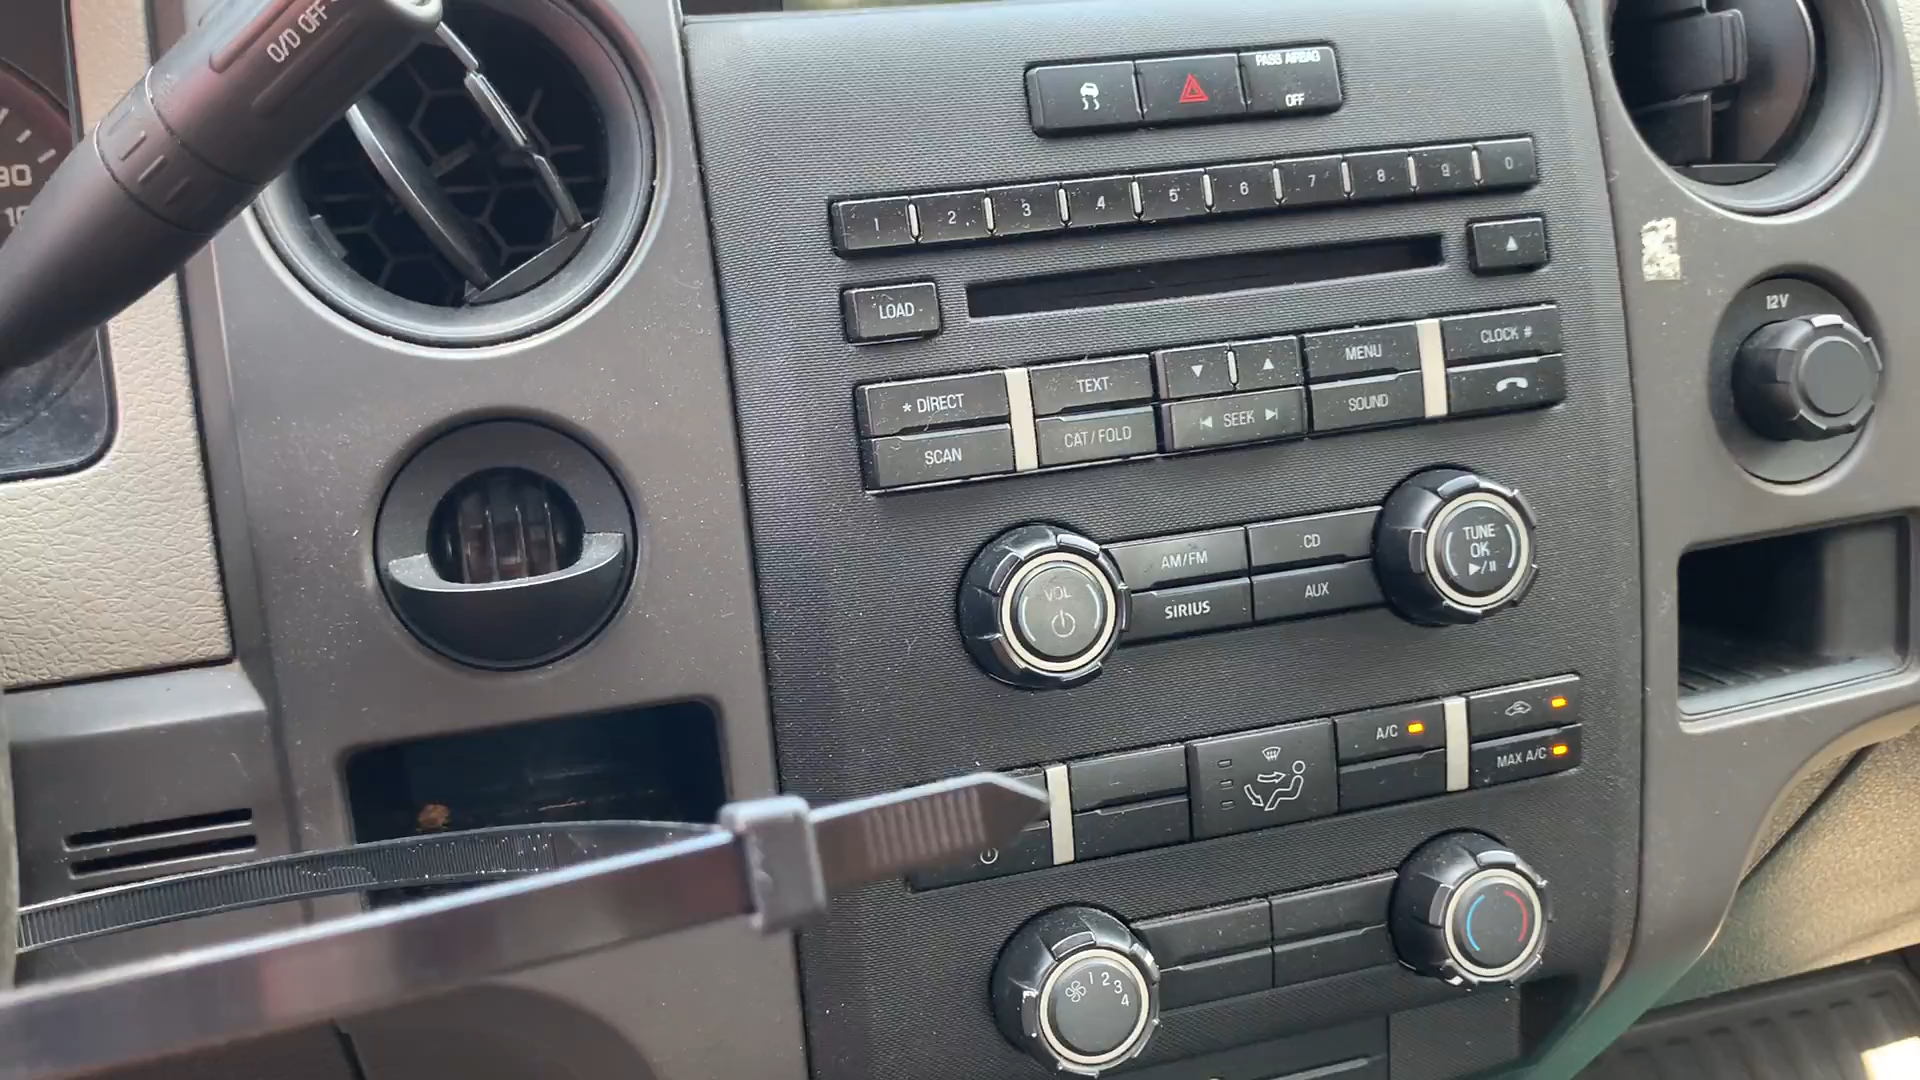 O/D OFF
90
10
PASS AIRBAG
OFF
1 2 3 4 5 6 7 8 9 0
LOAD
12V
* DIRECT
TEXT
MENU
CLOCK #
SCAN
CAT/FOLD
SEEK
SOUND
VOL
AM/FM
CD
TUNE
OK
SIRIUS
AUX
A/C
MAX A/C
1 2 3 4